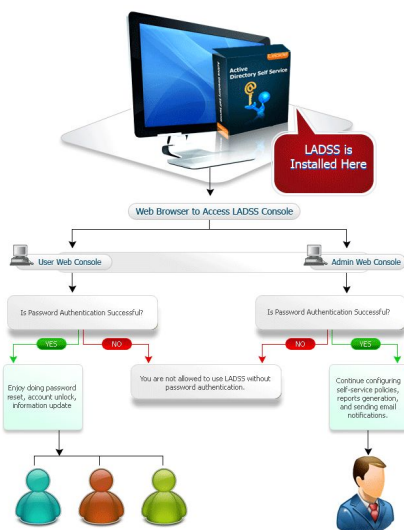 Active
Directory Self Service
LADSS is
Installed Here
Web Browser to Access LADSS Console
User Web Console
Admin Web Console
Is Password Authentication Successful?
Is Password Authentication Successful?
YES
NO
NO
YES
Enjoy doing password
reset, account unlock,
information update
You are not allowed to use LADSS without
password authentication.
Continue configuring
self-service policies,
reports generation,
and sending email
notifications.